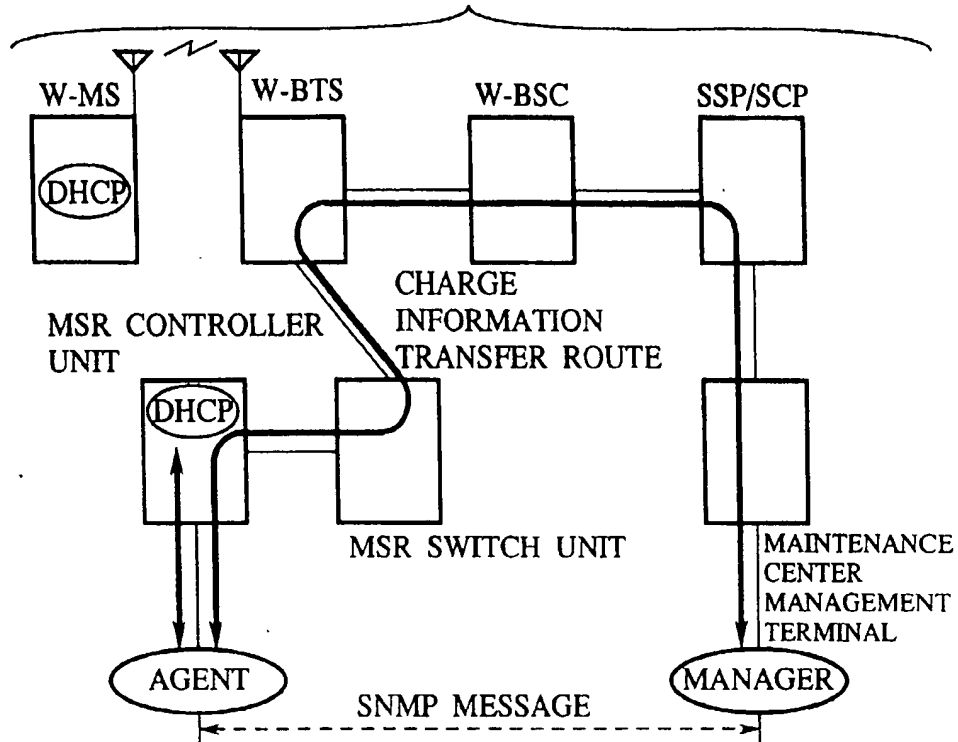 W-MS
W-BTS
W-BSC
SSP/SCP
DHCP
CHARGE
INFORMATION
TRANSFER ROUTE
MSR CONTROLLER
UNIT
DHCP
MSR SWITCH UNIT
MAINTENANCE
CENTER
MANAGEMENT
TERMINAL
AGENT
MANAGER
SNMP MESSAGE